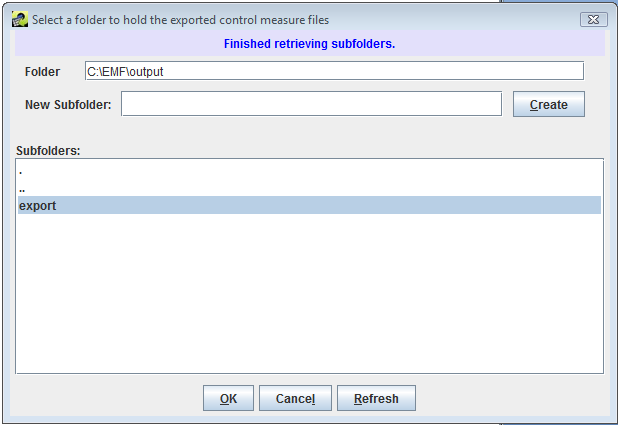 Select a folder to hold the exported control measure files
Finished retrieving subfolders.
Folder C:\EMF\output
New Subfolder: Create
Subfolders:
.
..
export
OK Cancel Refresh